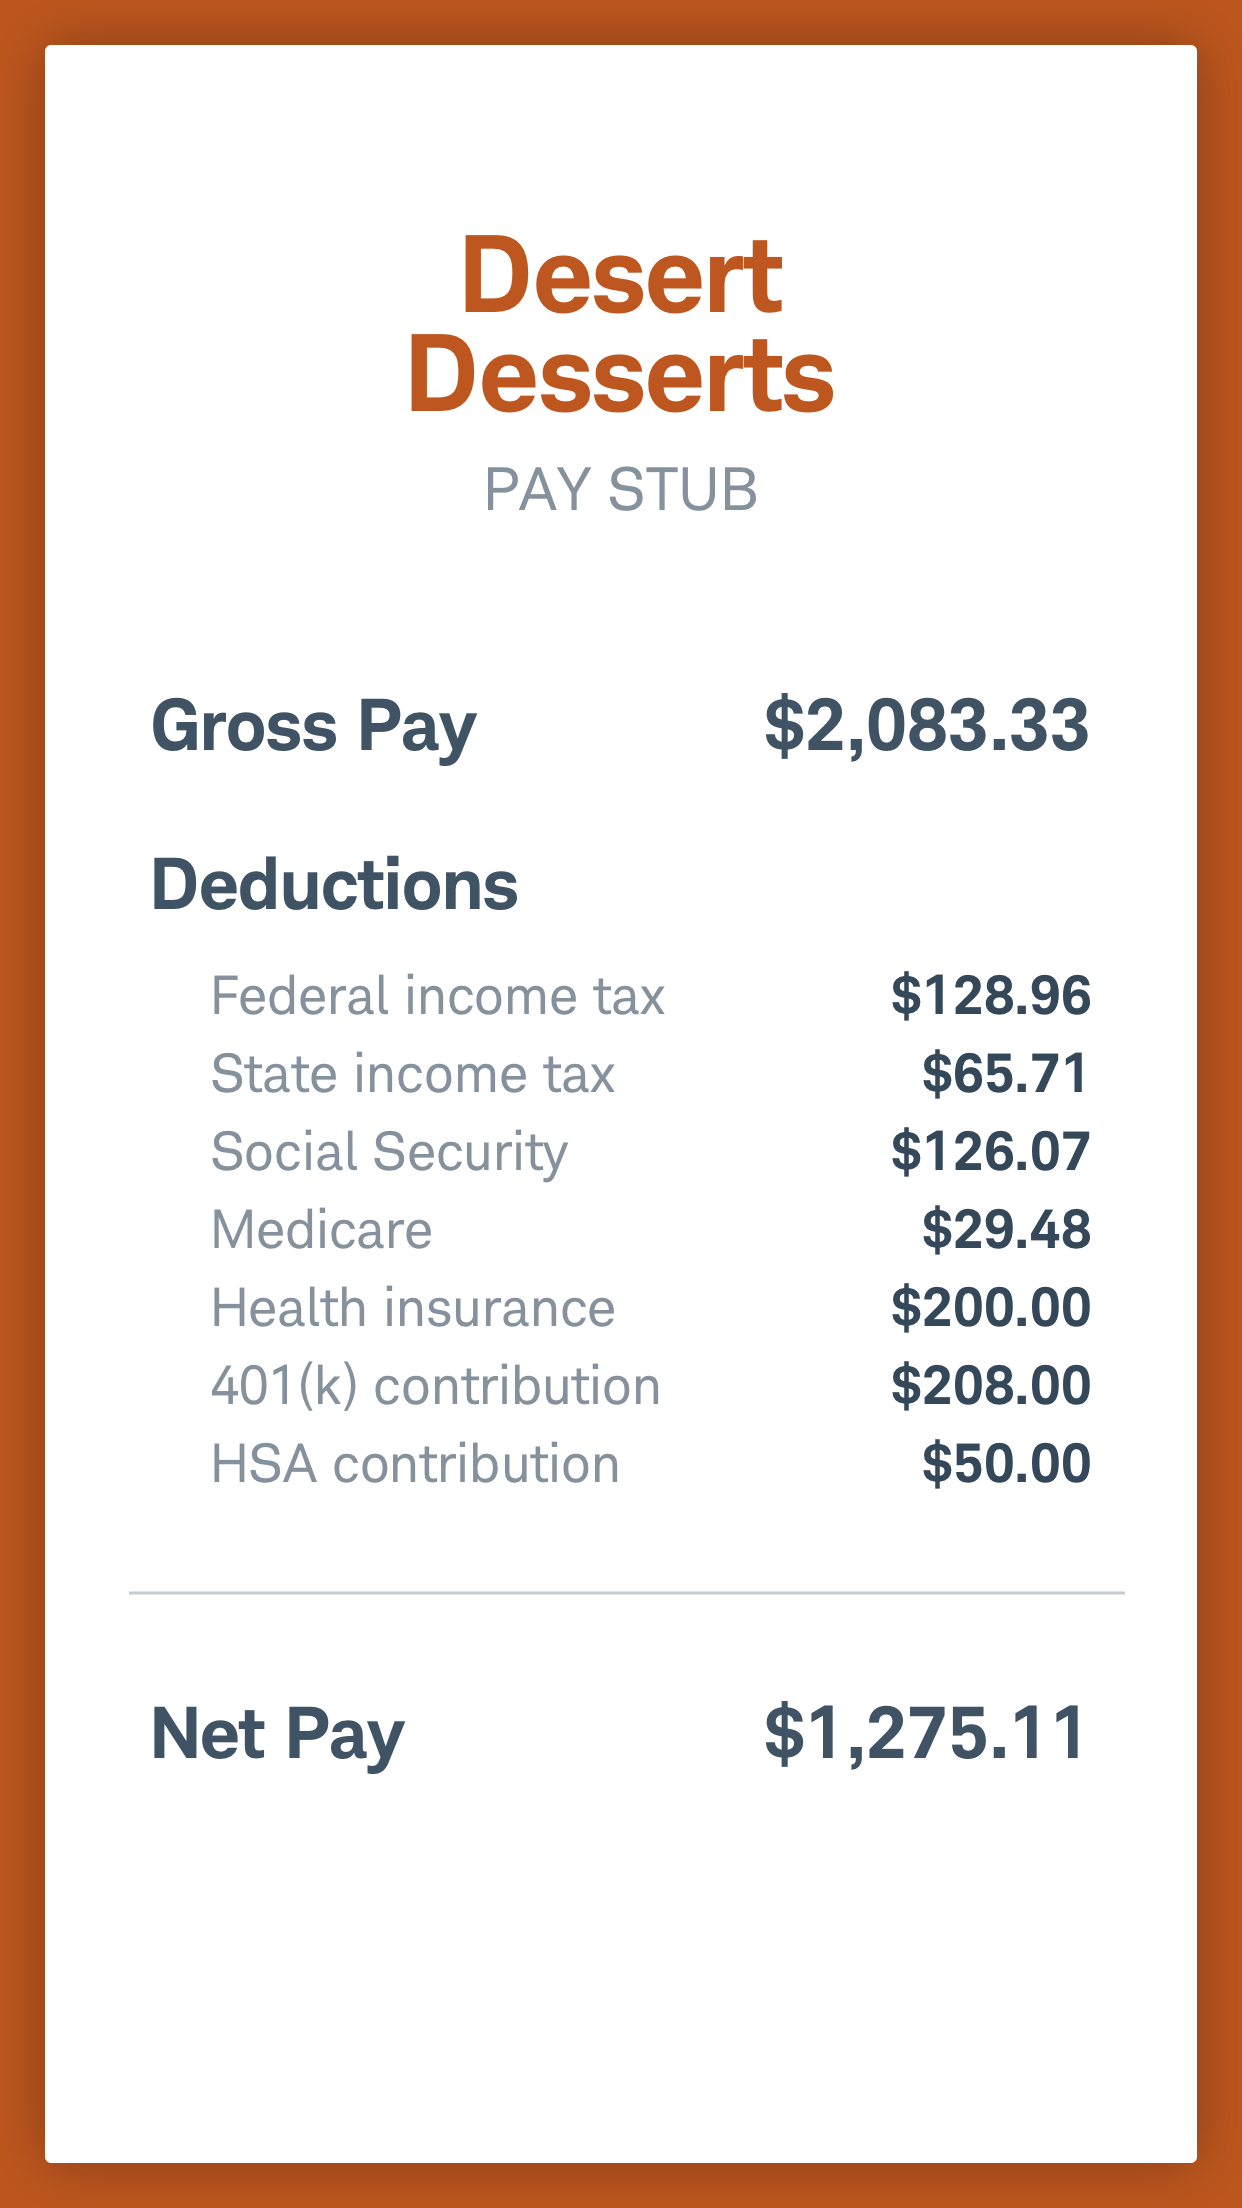 Desert
Desserts
PAY STUB
Gross Pay $2,083.33
Deductions
Federal income tax $128.96
State income tax $65.71
Social Security $126.07
Medicare $29.48
Health insurance $200.00
401(k) contribution $208.00
HSA contribution $50.00
Net Pay $1,275.11